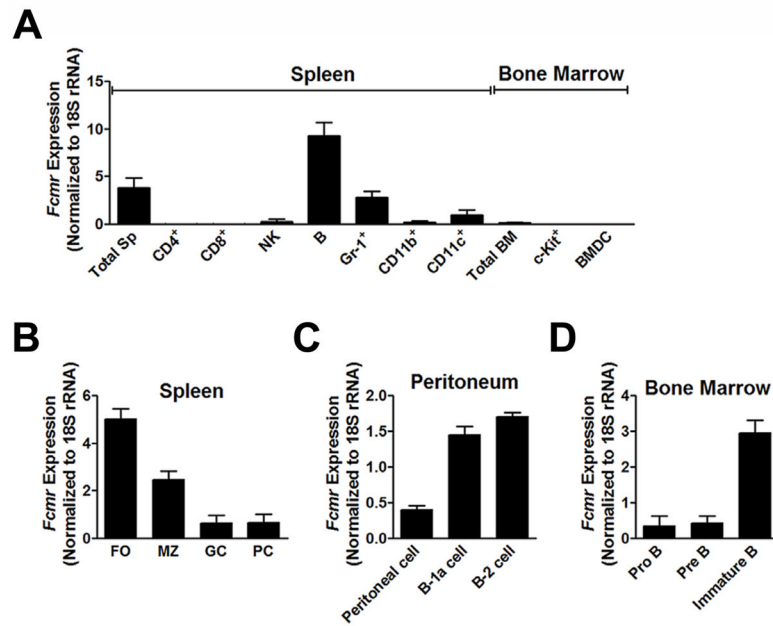 A
Spleen
Bone Marrow
Fcmr Expression
(Normalized to 18S rRNA)
15
10
5
0
Total Sp
CD4+
CD8+
NK
B
Gr-1+
CD11b+
CD11c+
Total BM
c-Kit+
BMDC
B
Spleen
Fcmr Expression
(Normalized to 18S rRNA)
6
4
2
0
FO
MZ
GC
PC
C
Peritoneum
Fcmr Expression
(Normalized to 18S rRNA)
2.0
1.5
1.0
0.5
0.0
Peritoneal cell
B-1a cell
B-2 cell
D
Bone Marrow
Fcmr Expression
(Normalized to 18S rRNA)
4
3
2
1
0
Pro B
Pre B
Immature B